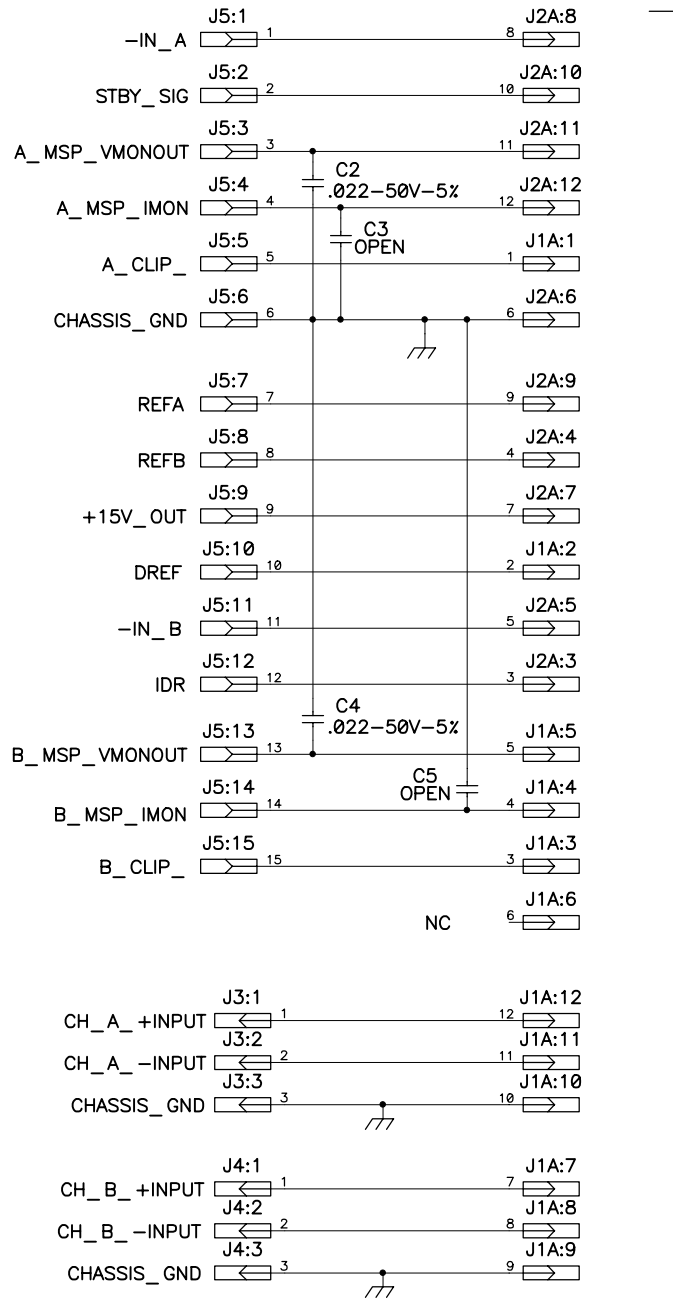 J5:1 J2A:8
-IN_A 1 8
J5:2 J2A:10
STBY_SIG 2 10
J5:3 J2A:11
A_MSP_VMONOUT 3 11
C2
.022-50V-5%
J5:4 J2A:12
A_MSP_IMON 4 12
C3
OPEN
J5:5 J1A:1
A_CLIP_ 5 1
J5:6 J2A:6
CHASSIS_GND 6 6
J5:7 J2A:9
REFA 7 9
J5:8 J2A:4
REFB 8 4
J5:9 J2A:7
+15V_OUT 9 7
J5:10 J1A:2
DREF 10 2
J5:11 J2A:5
-IN_B 11 5
J5:12 J2A:3
IDR 12 3
C4
.022-50V-5%
J5:13 J1A:5
B_MSP_VMONOUT 13 5
C5
OPEN
J5:14 J1A:4
B_MSP_IMON 14 4
J5:15 J1A:3
B_CLIP_ 15 3
J1A:6
NC 6
J3:1 J1A:12
CH_A_+INPUT 1 12
J3:2 J1A:11
CH_A_-INPUT 2 11
J3:3 J1A:10
CHASSIS_GND 3 10
J4:1 J1A:7
CH_B_+INPUT 1 7
J4:2 J1A:8
CH_B_-INPUT 2 8
J4:3 J1A:9
CHASSIS_GND 3 9